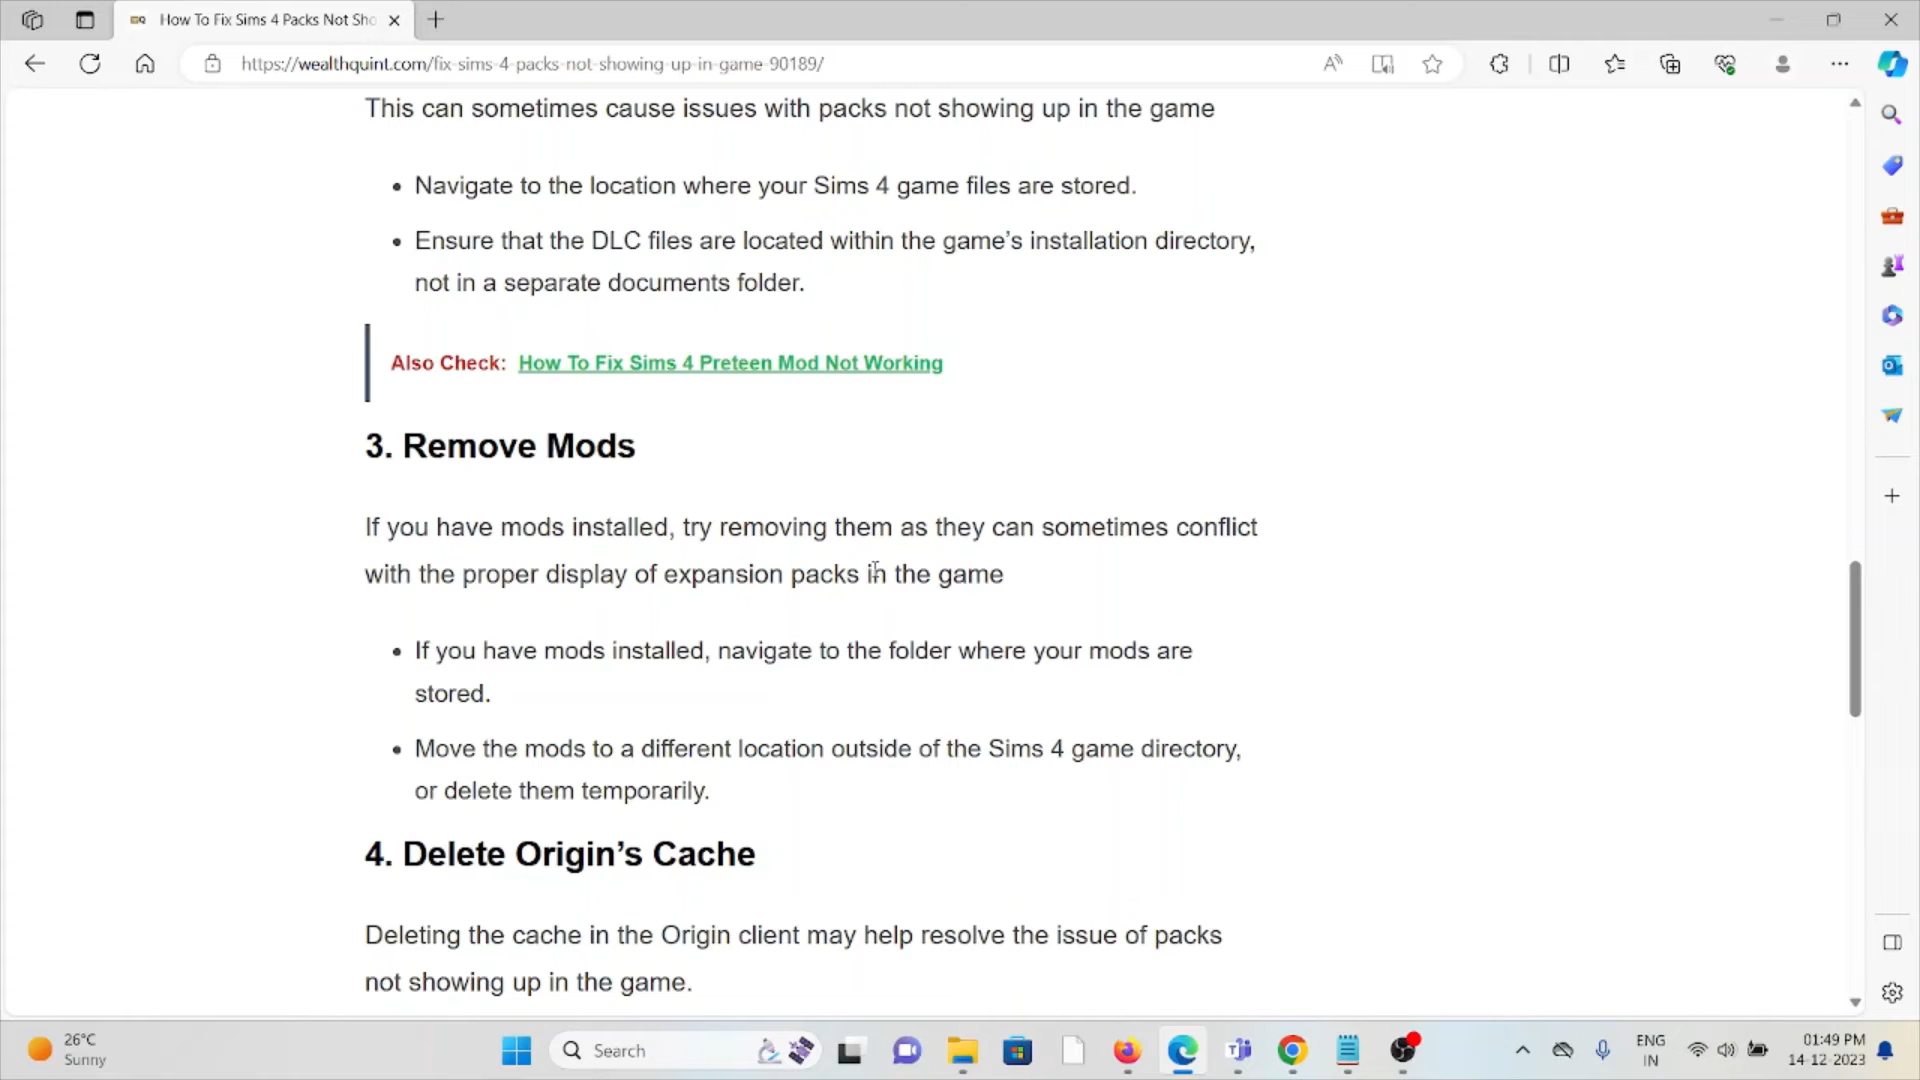 How To Fix Sims 4 Packs Not Sho
https://wealthquint.com/fix-sims-4-packs-not-showing-up-in-game-90189/
This can sometimes cause issues with packs not showing up in the game
• Navigate to the location where your Sims 4 game files are stored.
• Ensure that the DLC files are located within the game’s installation directory,
not in a separate documents folder.
Also Check: How To Fix Sims 4 Preteen Mod Not Working
3. Remove Mods
If you have mods installed, try removing them as they can sometimes conflict
with the proper display of expansion packs in the game
• If you have mods installed, navigate to the folder where your mods are
stored.
• Move the mods to a different location outside of the Sims 4 game directory,
or delete them temporarily.
4. Delete Origin’s Cache
Deleting the cache in the Origin client may help resolve the issue of packs
not showing up in the game.
26°C
Sunny
Search
ENG
IN
01:49 PM
14-12-2023